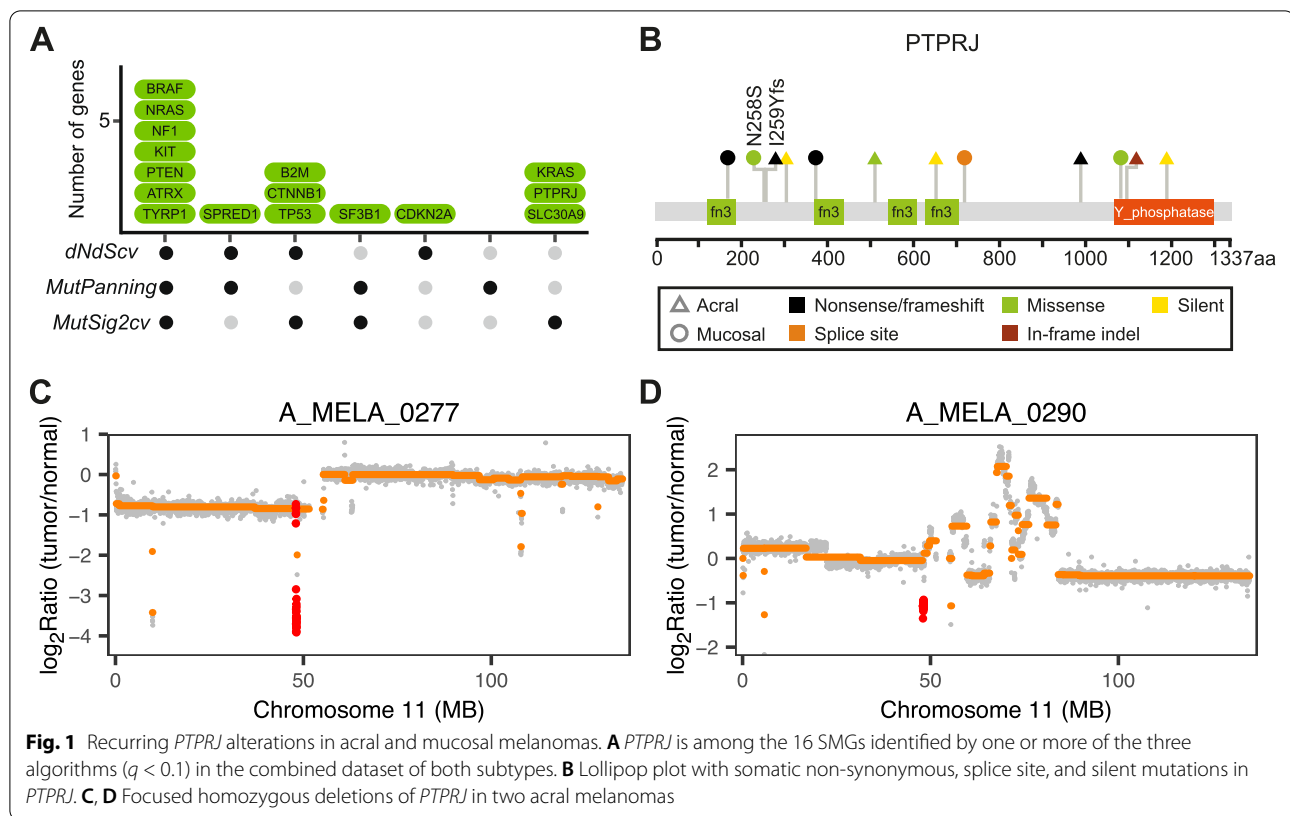 A
Number of genes
5
BRAF
NRAS
NF1
KIT
PTEN
ATRX
TYRP1
SPRED1
B2M
CTNNB1
TP53
SF3B1
CDKN2A
KRAS
PTPRJ
SLC30A9
dNdScv
MutPanning
MutSig2cv
B
PTPRJ
N258S
I259Yfs
fn3
fn3
fn3
fn3
Y_phosphatase
0 200 400 600 800 1000 1200 1337aa
Acral
Mucosal
Nonsense/frameshift
Splice site
Missense
In-frame indel
Silent
C
A_MELA_0277
log2Ratio (tumor/normal)
1
0
−1
−2
−3
−4
0 50 100
Chromosome 11 (MB)
D
A_MELA_0290
log2Ratio (tumor/normal)
2
1
0
−1
−2
0 50 100
Chromosome 11 (MB)
Fig. 1 Recurring PTPRJ alterations in acral and mucosal melanomas. A PTPRJ is among the 16 SMGs identified by one or more of the three
algorithms (q < 0.1) in the combined dataset of both subtypes. B Lollipop plot with somatic non-synonymous, splice site, and silent mutations in
PTPRJ. C, D Focused homozygous deletions of PTPRJ in two acral melanomas